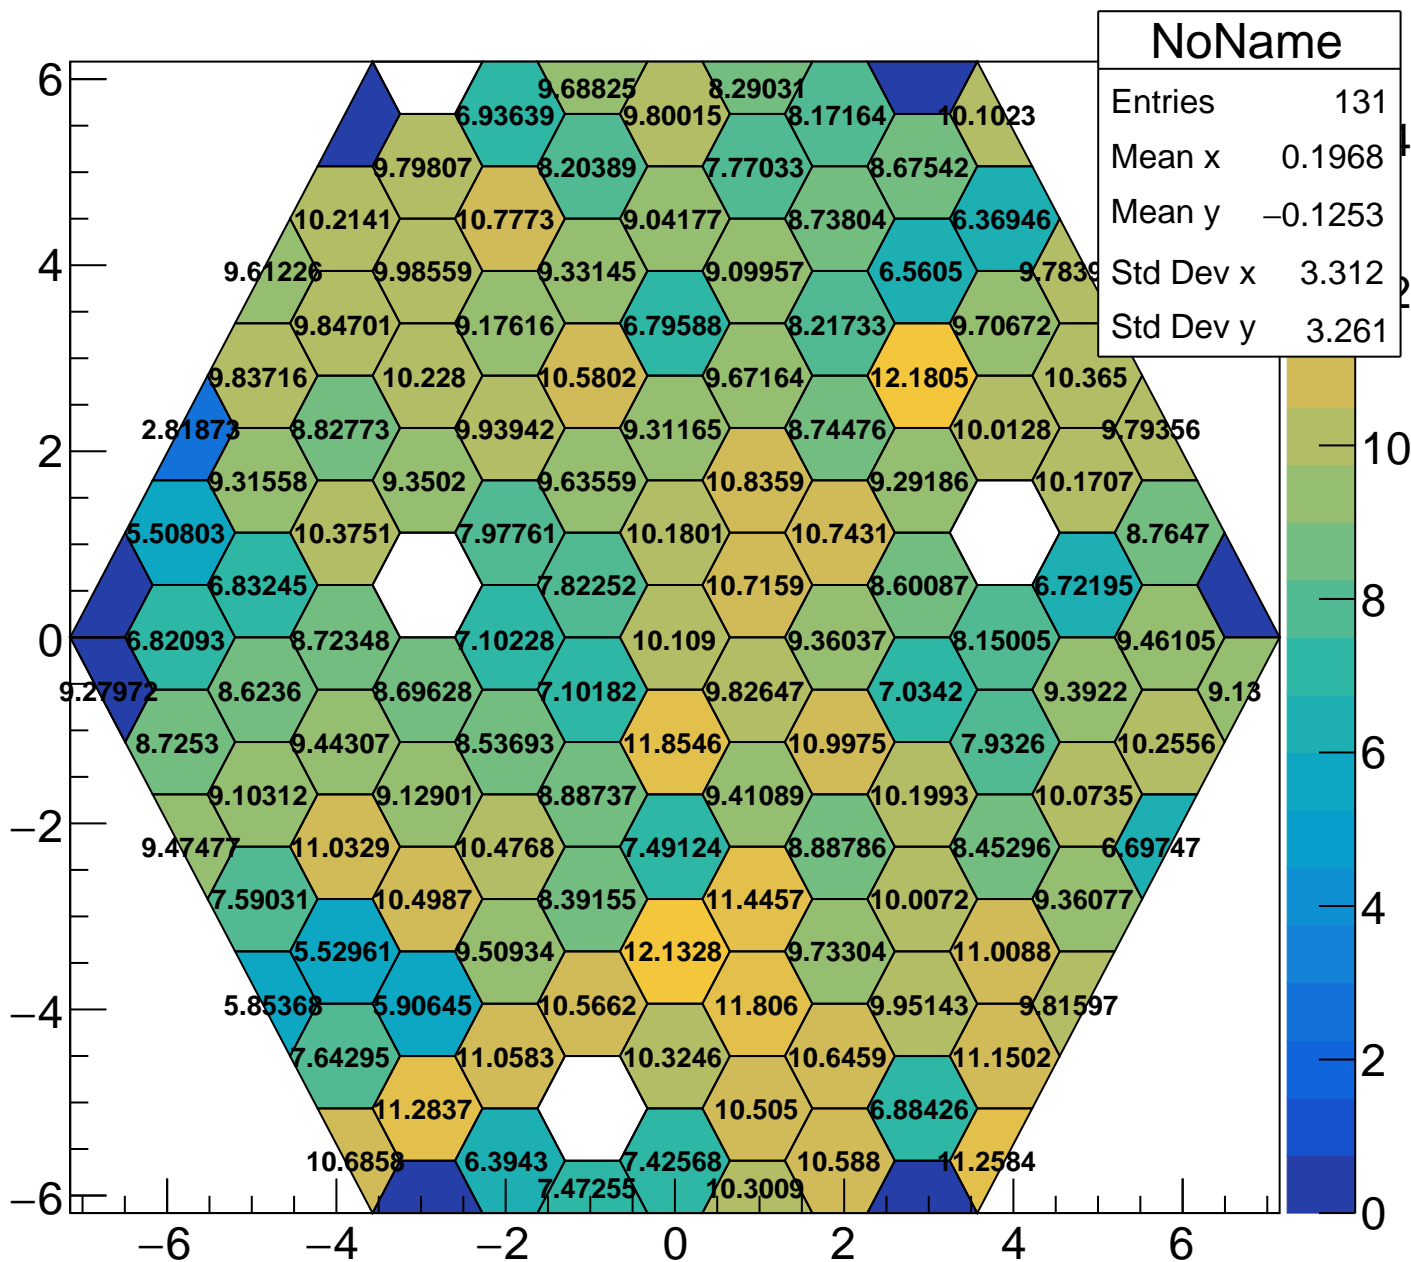 NoName
Entries 131
Mean x 0.1968
Mean y −0.1253
Std Dev x 3.312
Std Dev y 3.261
6
9.68825 8.29031
6.93639 9.80015 8.17164 10.1023
9.79807 8.20389 7.77033 8.67542
10.2141 10.7773 9.04177 8.73804 6.36946
4 9.61226 9.98559 9.33145 9.09957 6.5605
9.84701 9.17616 6.79588 8.21733 9.70672
9.83716 10.228 10.5802 9.67164 12.1805 10.365
2.81873 8.82773 9.93942 9.31165 8.74476 10.0128 9.79356
2
9.31558 9.3502 9.63559 10.8359 9.29186 10.1707
5.50803 10.3751 7.97761 10.1801 10.7431 8.7647
6.83245 7.82252 10.7159 8.60087 6.72195
0 6.82093 8.72348 7.10228 10.109 9.36037 8.15005 9.46105
9.27972 8.6236 8.69628 7.10182 9.82647 7.0342 9.3922 9.13
8.7253 9.44307 8.53693 11.8546 10.9975 7.9326 10.2556
9.10312 9.12901 8.88737 9.41089 10.1993 10.0735
−2
9.47477 11.0329 10.4768 7.49124 8.88786 8.45296 6.69747
7.59031 10.4987 8.39155 11.4457 10.0072 9.36077
5.52961 9.50934 12.1328 9.73304 11.0088
−4 5.85368 5.90645 10.5662 11.806 9.95143 9.81597
7.64295 11.0583 10.3246 10.6459 11.1502
11.2837 10.505 6.88426
10.6858 6.3943 7.42568 10.588 11.2584
−6 7.47255 10.3009
−6 −4 −2 0 2 4 6
10
8
6
4
2
0